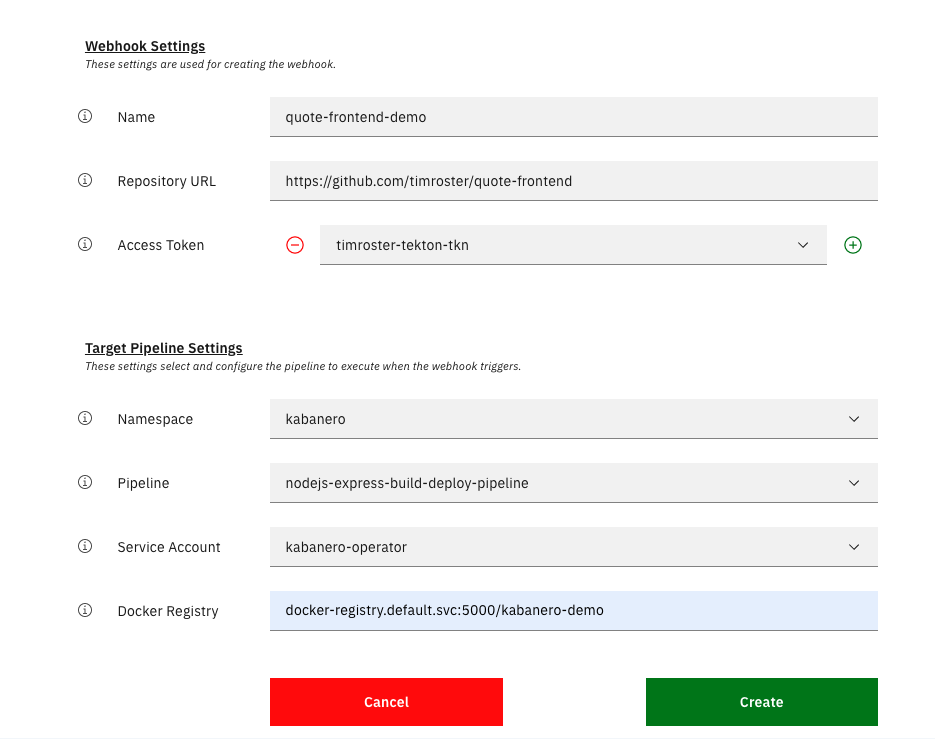 Webhook Settings
These settings are used for creating the webhook.
Name
quote-frontend-demo
Repository URL
https://github.com/timroster/quote-frontend
Access Token
timroster-tekton-tkn
Target Pipeline Settings
These settings select and configure the pipeline to execute when the webhook triggers.
Namespace
kabanero
Pipeline
nodejs-express-build-deploy-pipeline
Service Account
kabanero-operator
Docker Registry
docker-registry.default.svc:5000/kabanero-demo
Cancel
Create